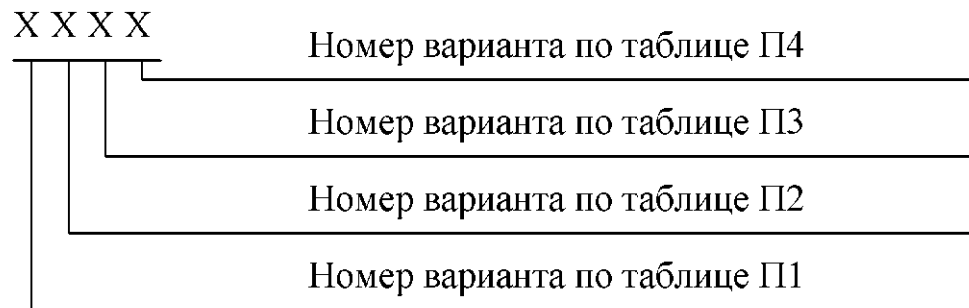 Х Х Х Х
Номер варианта по таблице П4
Номер варианта по таблице П3
Номер варианта по таблице П2
Номер варианта по таблице П1